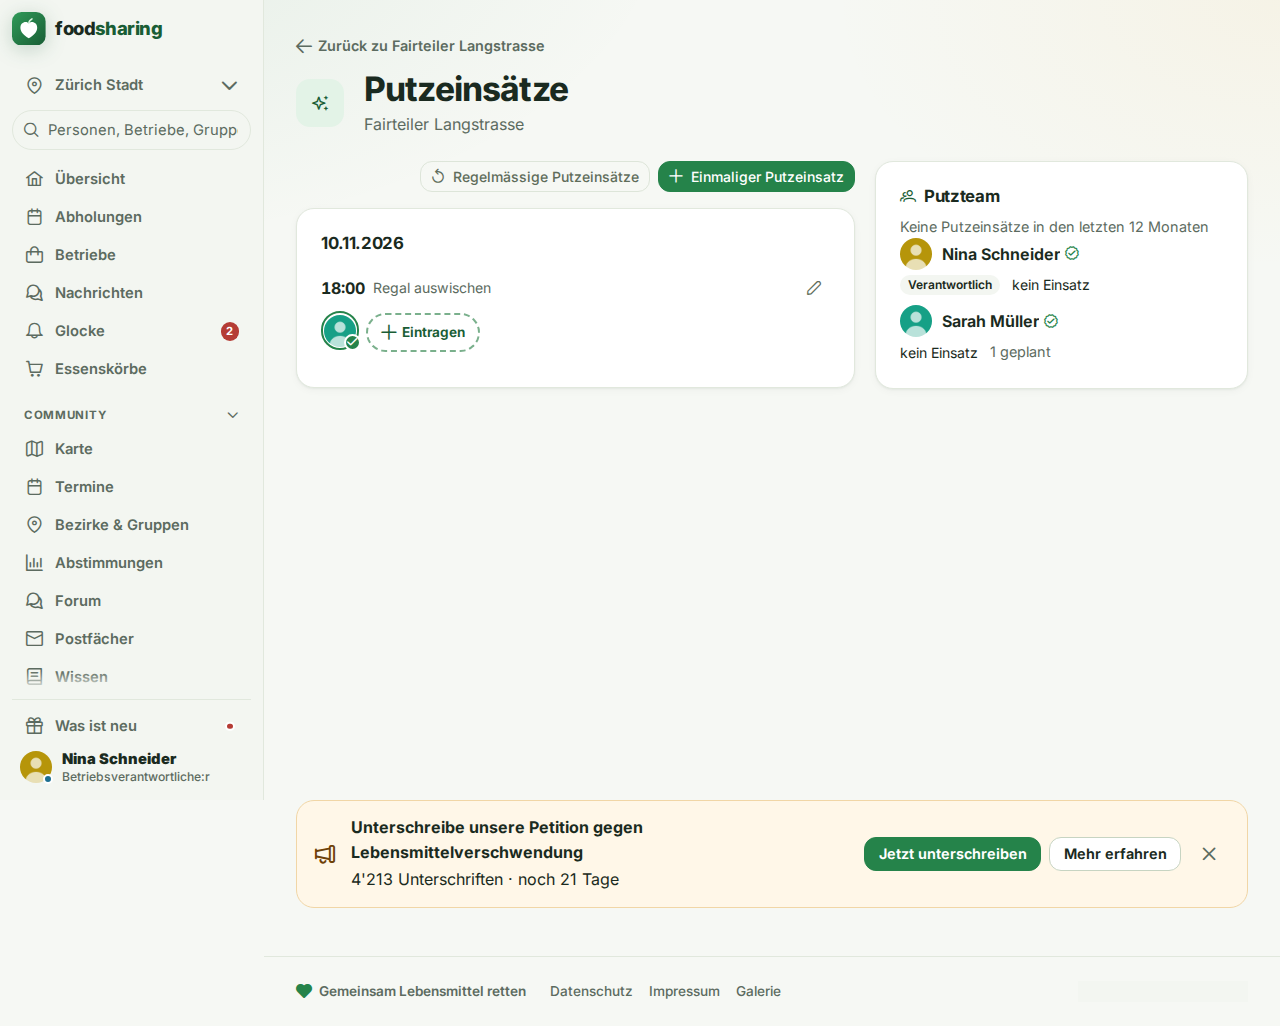 foodsharing
Zürich Stadt
Personen, Betriebe, Grupp
Übersicht
Abholungen
Betriebe
Nachrichten
Glocke 2
Essenskörbe
COMMUNITY
Karte
Termine
Bezirke & Gruppen
Abstimmungen
Forum
Postfächer
Wissen
Was ist neu
Nina Schneider
Betriebsverantwortliche:r
Zurück zu Fairteiler Langstrasse
Putzeinsätze
Fairteiler Langstrasse
Regelmässige Putzeinsätze
Einmaliger Putzeinsatz
10.11.2026
18:00 Regal auswischen
Eintragen
Putzteam
Keine Putzeinsätze in den letzten 12 Monaten
Nina Schneider
Verantwortlich kein Einsatz
Sarah Müller
kein Einsatz 1 geplant
Unterschreibe unsere Petition gegen
Lebensmittelverschwendung
4'213 Unterschriften · noch 21 Tage
Jetzt unterschreiben
Mehr erfahren
Gemeinsam Lebensmittel retten
Datenschutz
Impressum
Galerie